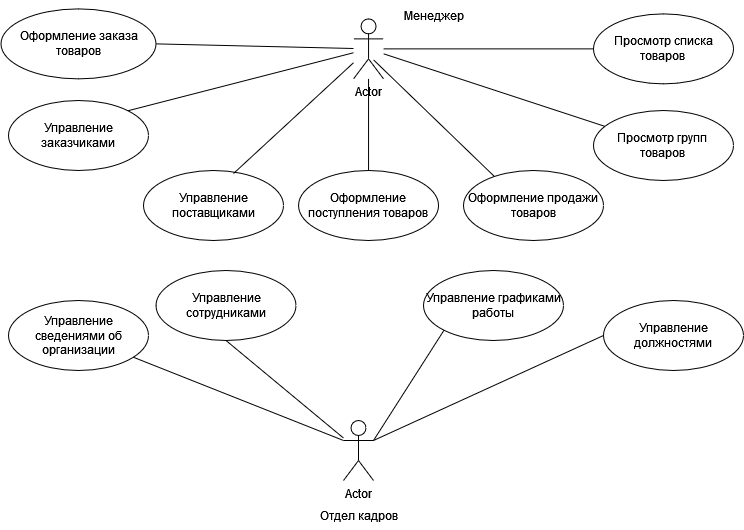 Менеджер
Оформление заказа
товаров
Просмотр списка
товаров
Actor
Управление
заказчиками
Просмотр групп
товаров
Управление
поставщиками
Оформление
поступления товаров
Оформление продажи
товаров
Управление
сведениями об
организации
Управление
сотрудниками
Управление графиками
работы
Управление
должностями
Actor
Отдел кадров